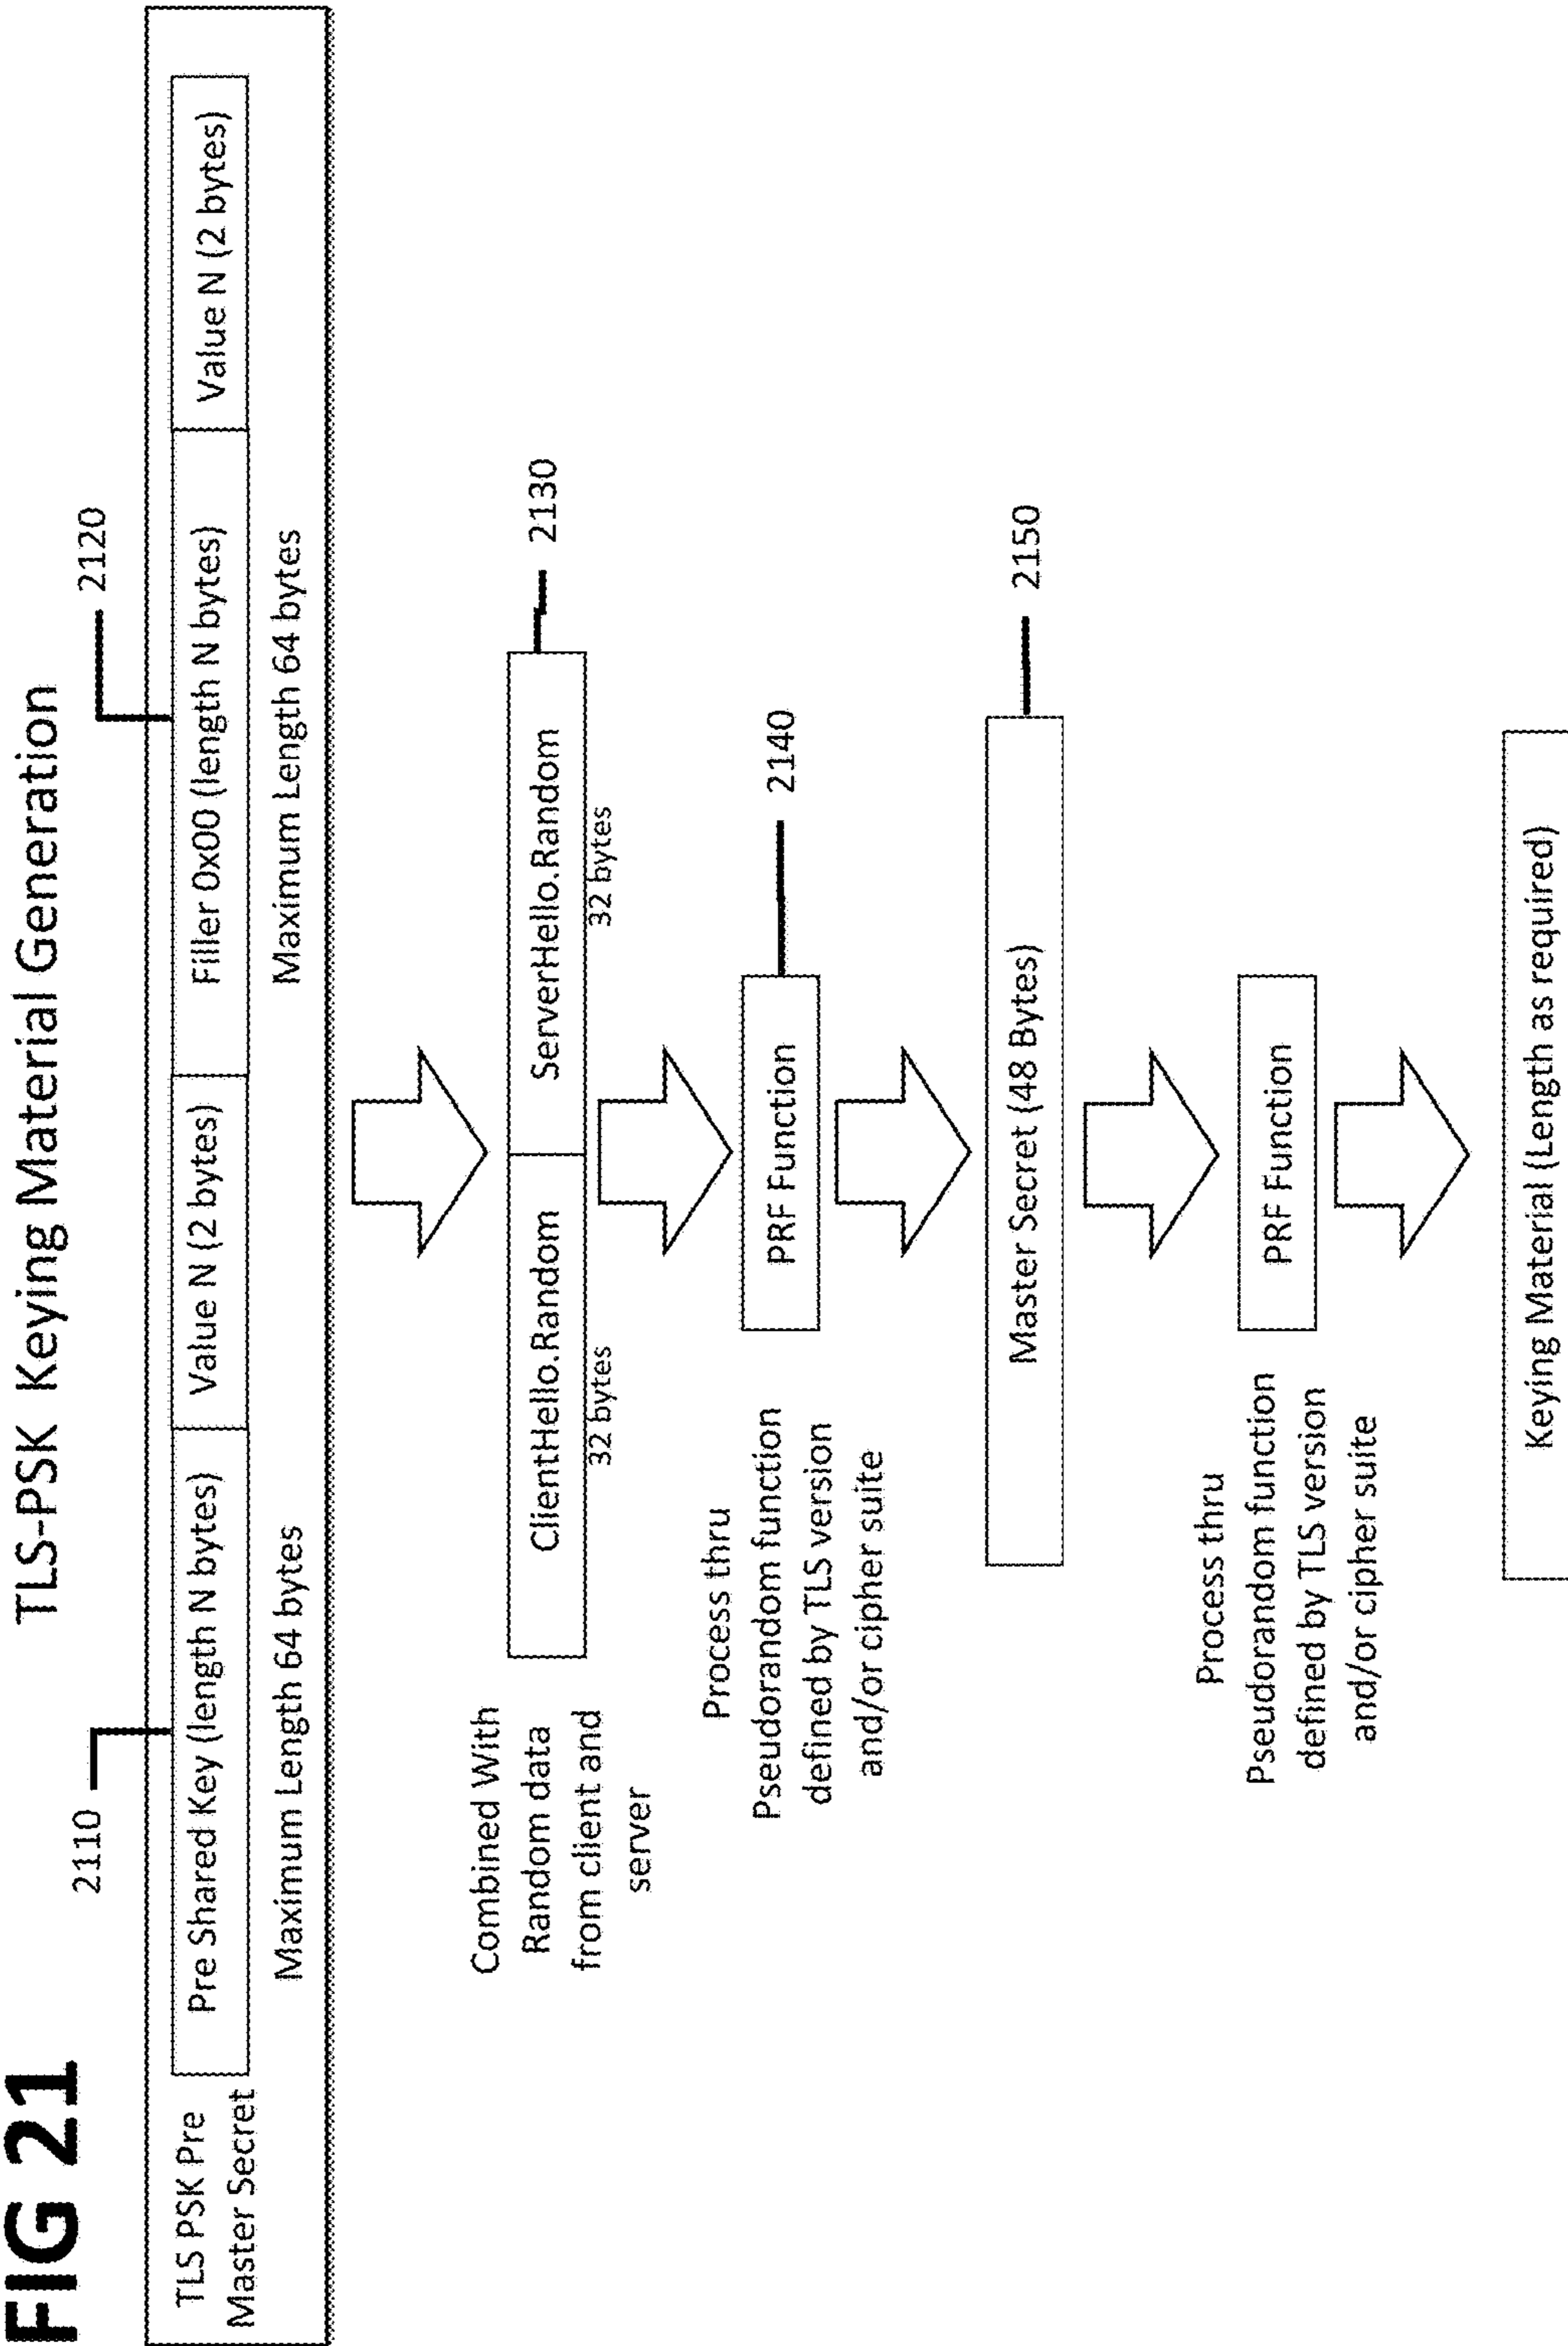 FIG 21
TLS-PSK Keying Material Generation
2110
2120
TLS PSK Pre
Master Secret
Pre Shared Key (length N bytes)
Value N (2 bytes)
Filler 0x00 (length N bytes)
Value N (2 bytes)
Maximum Length 64 bytes
Maximum Length 64 bytes
Combined With
Random data
from client and
server
ClientHello.Random
ServerHello.Random
2130
32 bytes
32 bytes
Process thru
Pseudorandom function
defined by TLS version
and/or cipher suite
PRF Function
2140
Master Secret (48 Bytes)
2150
Process thru
Pseudorandom function
defined by TLS version
and/or cipher suite
PRF Function
Keying Material (Length as required)